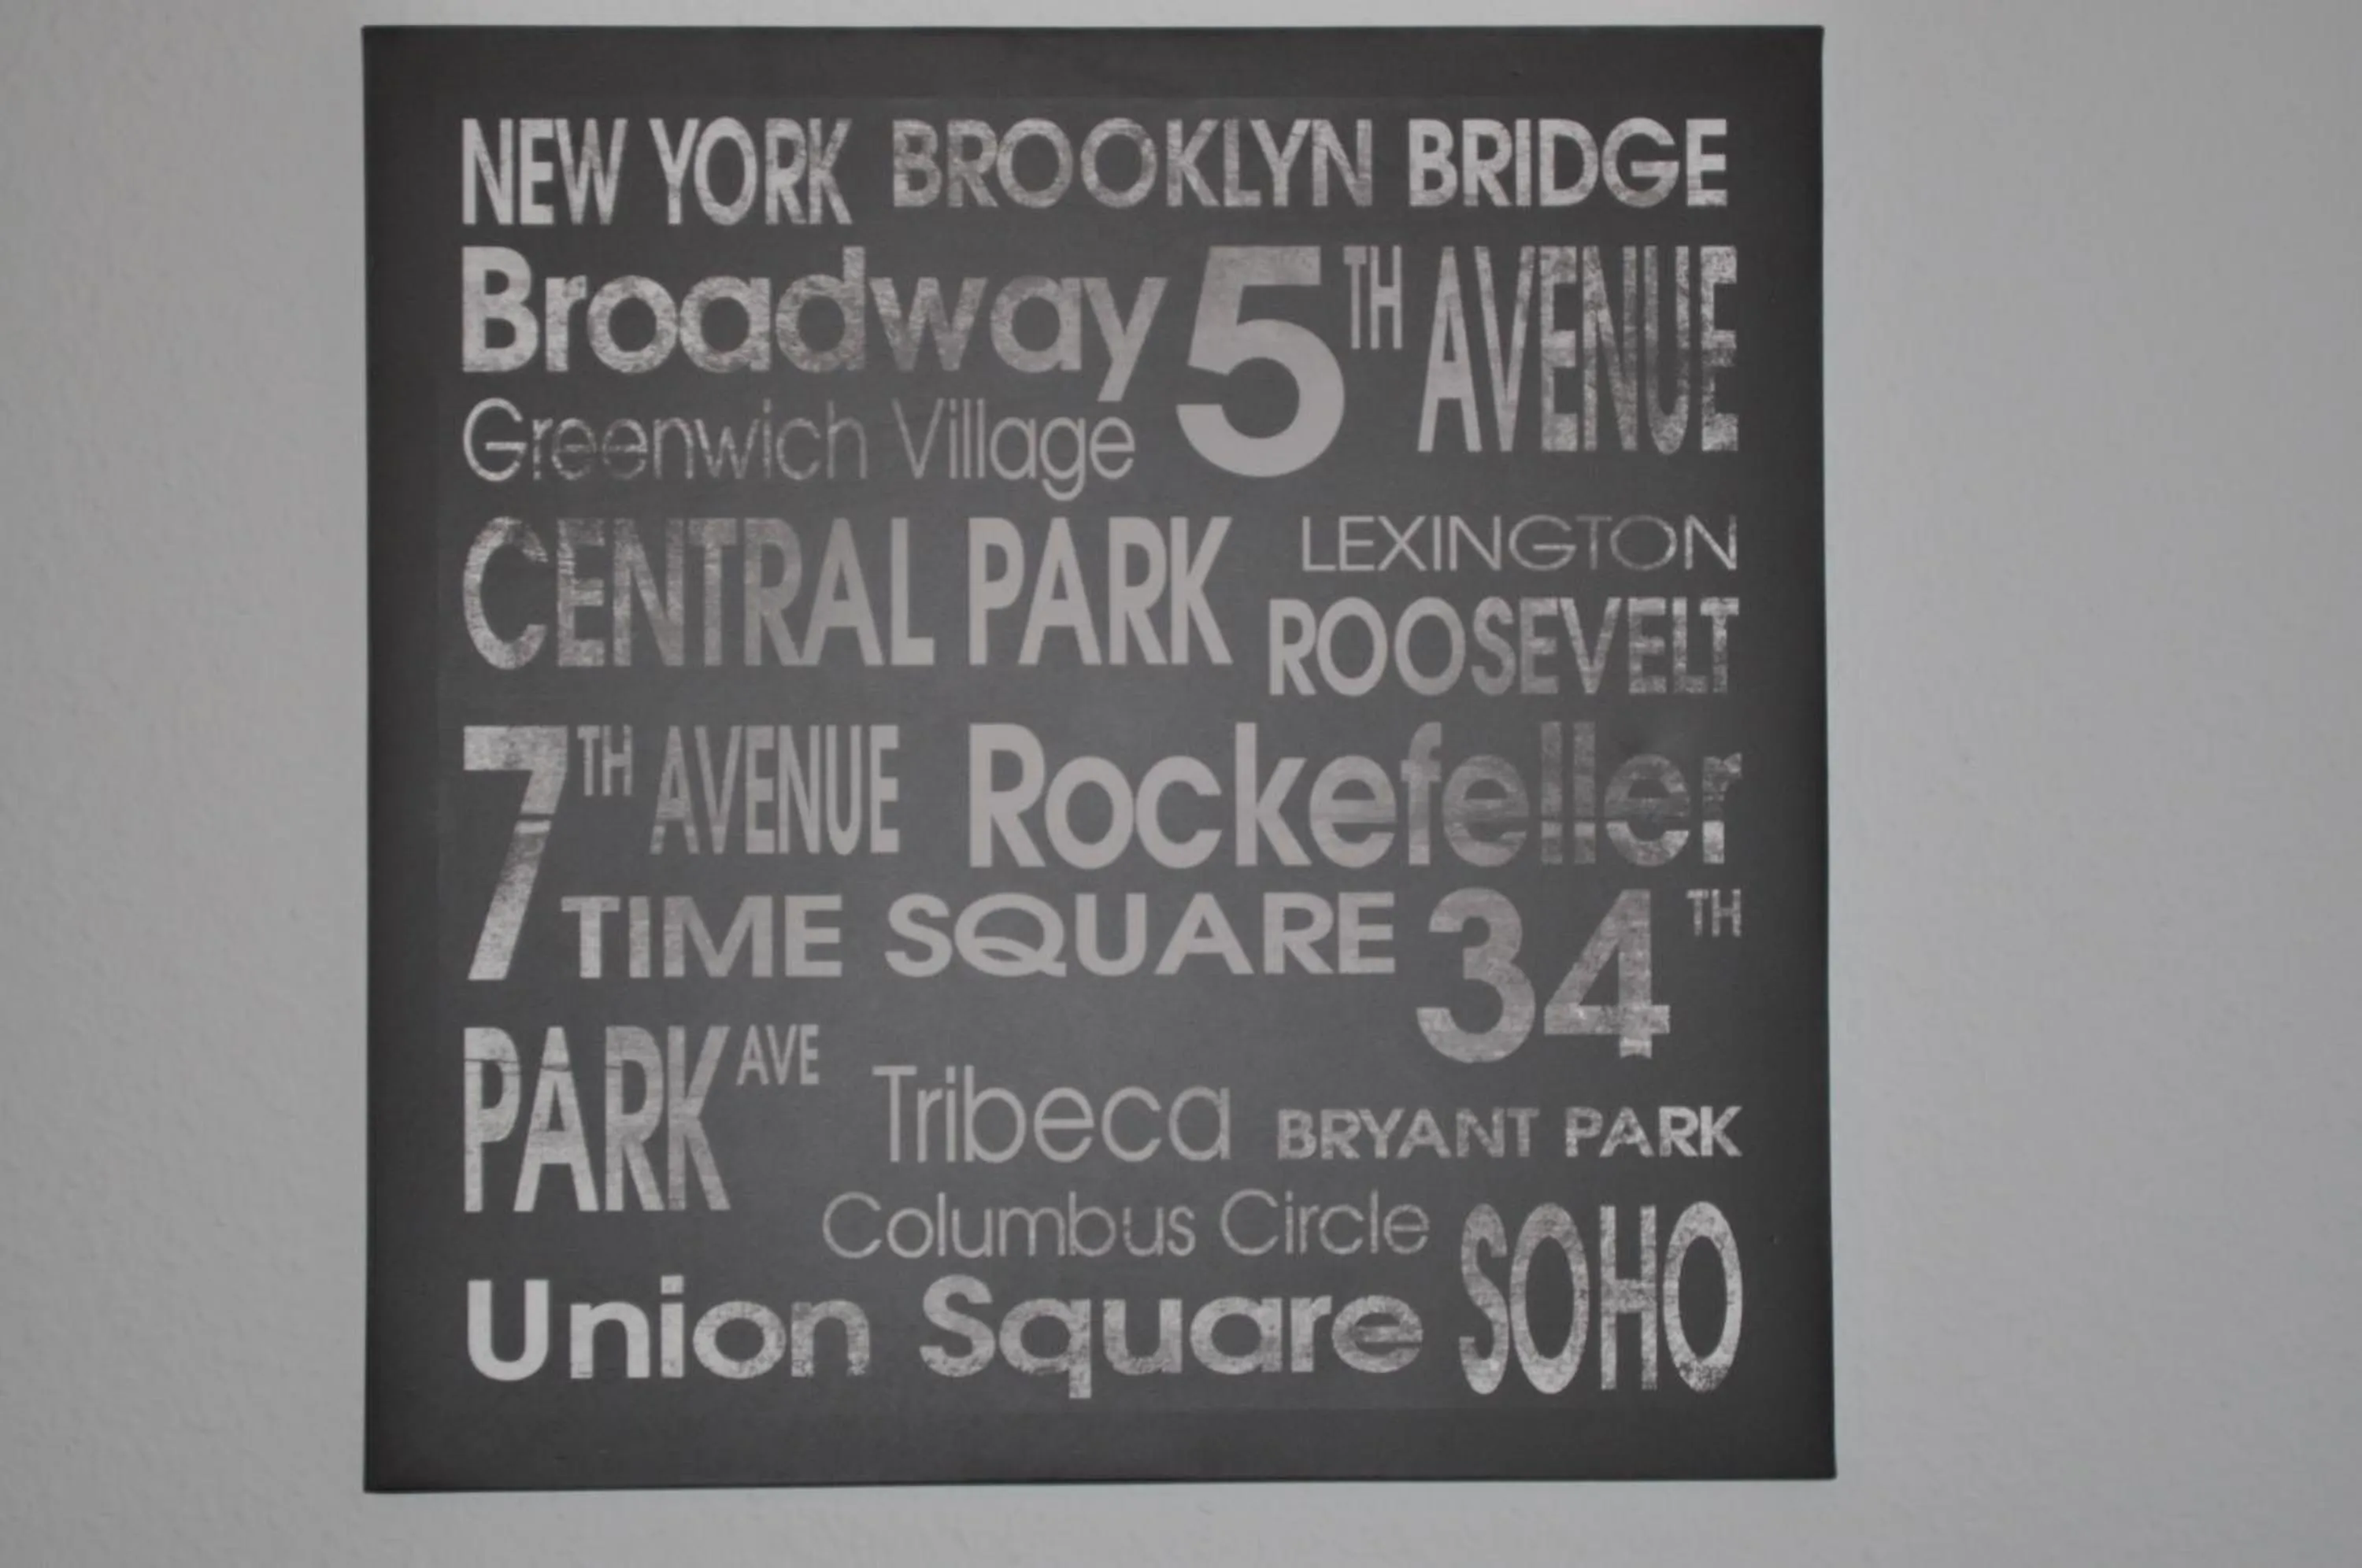 NEW YORK BROOKLYN BRIDGE
Broadway 5TH AVENUE
Greenwich Village
CENTRAL PARK LEXINGTON
ROOSEVELT
7TH AVENUE Rockefeller
TIME SQUARE 34TH
PARK AVE Tribeca BRYANT PARK
Columbus Circle SOHO
Union Square